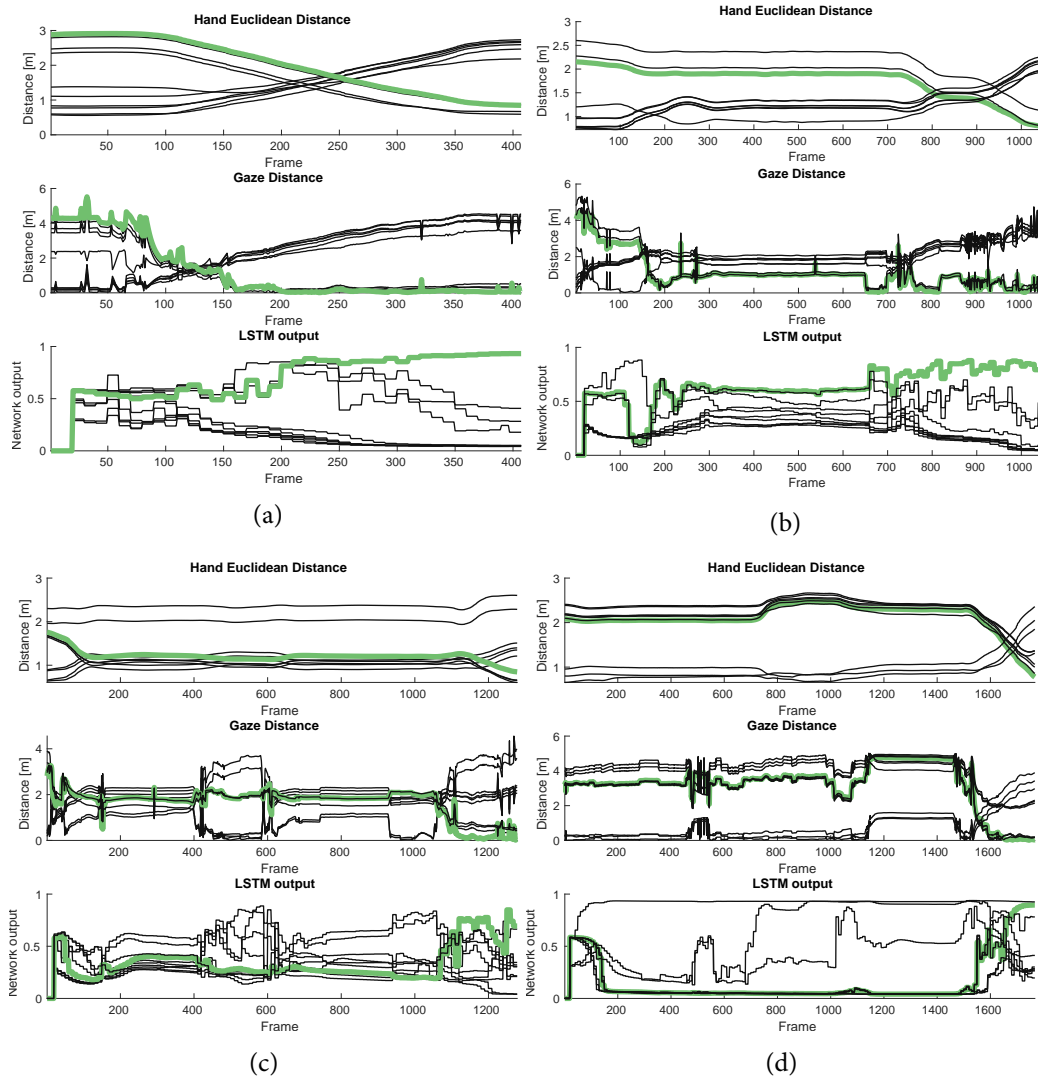 Hand Euclidean Distance
3
2
1
0
Distance [m]
50 100 150 200 250 300 350 400
Frame
Gaze Distance
6
4
2
0
Distance [m]
50 100 150 200 250 300 350 400
Frame
LSTM output
1
0.5
0
Network output
50 100 150 200 250 300 350 400
Frame
(a)
Hand Euclidean Distance
3
2.5
2
1.5
1
Distance [m]
100 200 300 400 500 600 700 800 900 1000
Frame
Gaze Distance
6
4
2
0
Distance [m]
100 200 300 400 500 600 700 800 900 1000
Frame
LSTM output
1
0.5
0
Network output
100 200 300 400 500 600 700 800 900 1000
Frame
(b)
Hand Euclidean Distance
3
2
1
Distance [m]
200 400 600 800 1000 1200
Frame
Gaze Distance
4
2
0
Distance [m]
200 400 600 800 1000 1200
Frame
LSTM output
1
0.5
0
Network output
200 400 600 800 1000 1200
Frame
(c)
Hand Euclidean Distance
3
2
1
Distance [m]
200 400 600 800 1000 1200 1400 1600
Frame
Gaze Distance
6
4
2
0
Distance [m]
200 400 600 800 1000 1200 1400 1600
Frame
LSTM output
1
0.5
0
Network output
200 400 600 800 1000 1200 1400 1600
Frame
(d)